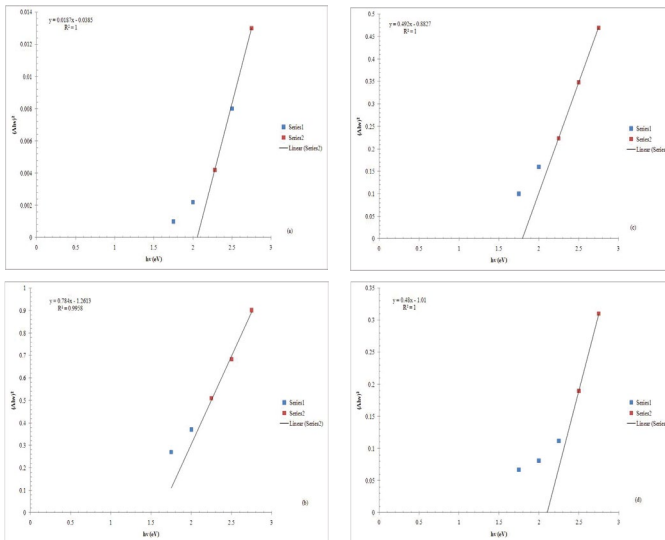 y = 0.0187x - 0.0385
R² = 1
0.014
0.012
0.01
0.008
0.006
0.004
0.002
0
(Ahν)²
0 0.5 1 1.5 2 2.5 3
hν (eV)
Series1
Series2
Linear (Series2)
(a)
y = 0.492x - 0.8827
R² = 1
0.5
0.45
0.4
0.35
0.3
0.25
0.2
0.15
0.1
0.05
0
(Ahν)²
0 0.5 1 1.5 2 2.5 3
hν (eV)
Series1
Series2
Linear (Series
(c)
y = 0.784x - 1.2613
R² = 0.9958
1
0.9
0.8
0.7
0.6
0.5
0.4
0.3
0.2
0.1
0
(Ahν)²
0 0.5 1 1.5 2 2.5 3
hν (eV)
Series1
Series2
Linear (Series2)
(b)
y = 0.48x - 1.01
R² = 1
0.35
0.3
0.25
0.2
0.15
0.1
0.05
0
(Ahν)²
0 0.5 1 1.5 2 2.5 3
hν (eV)
Series1
Series2
Linear (Series2)
(d)